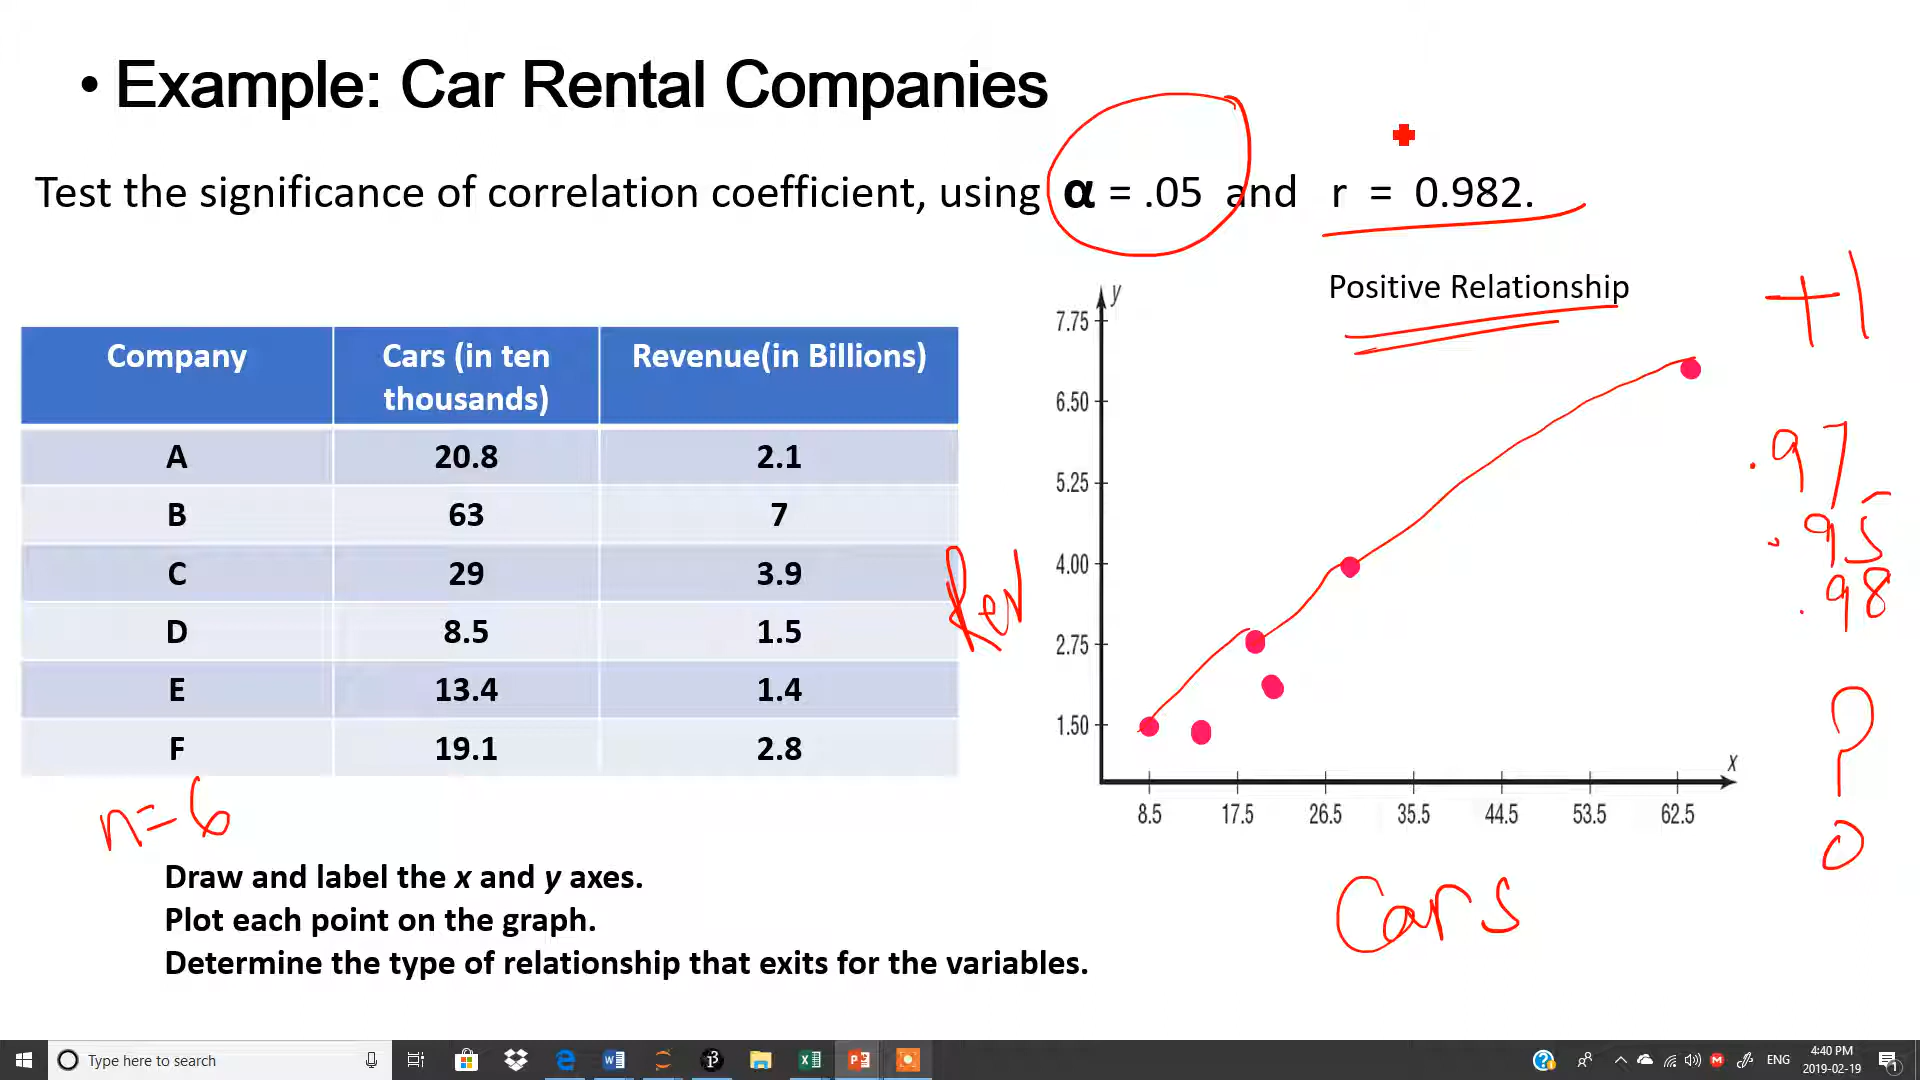 • Example: Car Rental Companies
Test the significance of correlation coefficient, using α = .05 and r = 0.982.
Positive Relationship
+1
Company Cars (in ten thousands) Revenue(in Billions)
A 20.8 2.1
B 63 7
C 29 3.9
D 8.5 1.5
E 13.4 1.4
F 19.1 2.8
n=6
Rev
y
7.75
6.50
5.25
4.00
2.75
1.50
x
8.5 17.5 26.5 35.5 44.5 53.5 62.5
Cars
.97
.95
.98
?
0
Draw and label the x and y axes.
Plot each point on the graph.
Determine the type of relationship that exits for the variables.
Type here to search
ENG
4:40 PM
2019-02-19
1